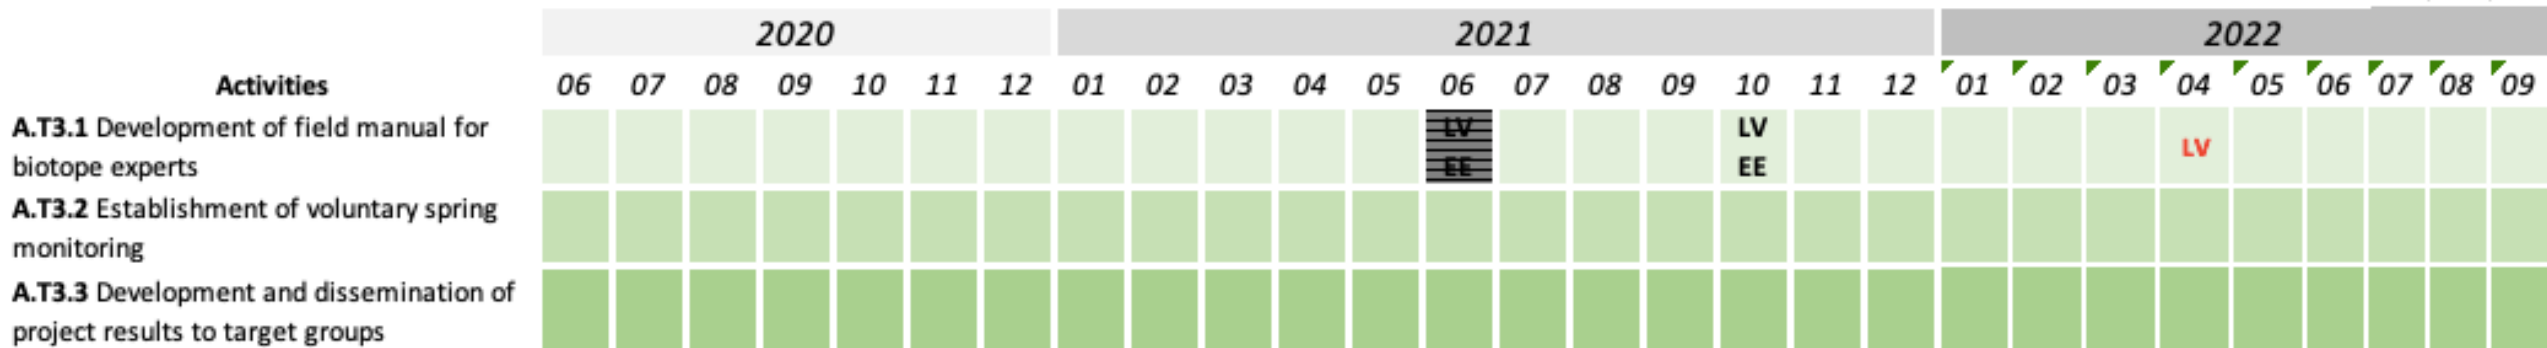 2020 2021 2022
Activities 06 07 08 09 10 11 12 01 02 03 04 05 06 07 08 09 10 11 12 01 02 03 04 05 06 07 08 09
A.T3.1 Development of field manual for
biotope experts
LV LV
EE EE
LV
A.T3.2 Establishment of voluntary spring
monitoring
A.T3.3 Development and dissemination of
project results to target groups